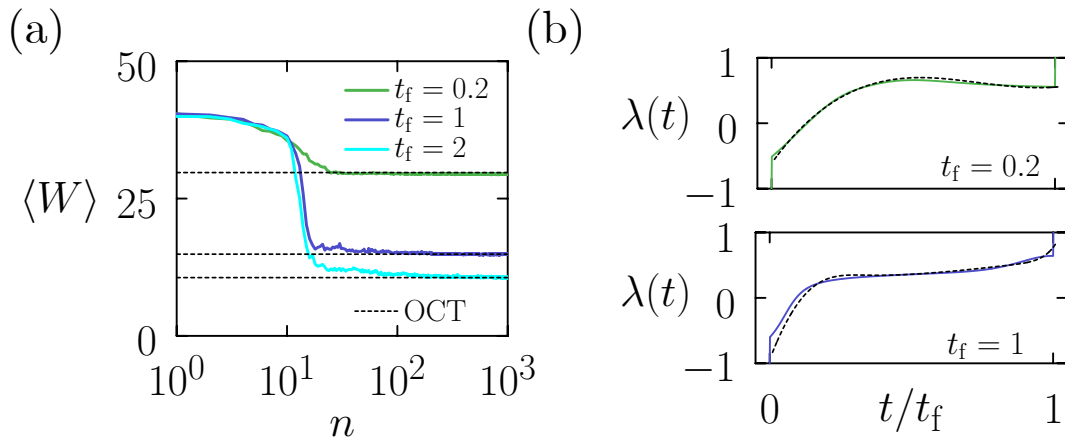 (a)
50
25
0
⟨W⟩
t_f = 0.2
t_f = 1
t_f = 2
OCT
10^0 10^1 10^2 10^3
n
(b)
1
0
−1
λ(t)
t_f = 0.2
1
0
−1
λ(t)
t_f = 1
0 t/t_f 1